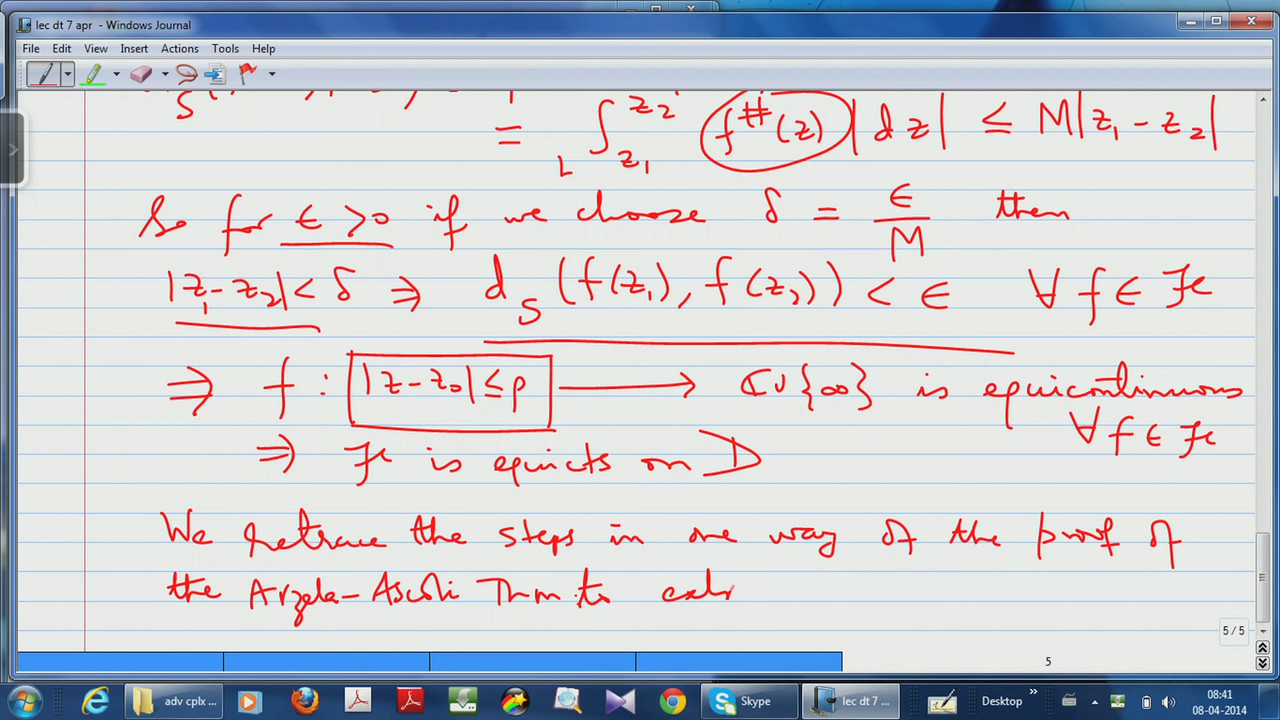 lec dt 7 apr - Windows Journal
File Edit View Insert Actions Tools Help
S
= ∫_L z₁ z₂ f^#(z) |dz| ≤ M|z₁ - z₂|
So for ε > 0 if we choose δ = ε/M then
|z₁ - z₂| < δ ⇒ d_S (f(z₁), f(z₂)) < ε ∀ f ∈ ℱ
⇒ f : |z - z₀| ≤ ρ ⟶ ℂ ∪ {∞} is equicontinuous
∀ f ∈ ℱ
⇒ ℱ is equicts on D
We retrace the steps in one way of the proof of
the Arzela-Ascoli Thm to extr
5/5
5
adv cplx ...
Skype
lec dt 7 ...
Desktop
08:41
08-04-2014